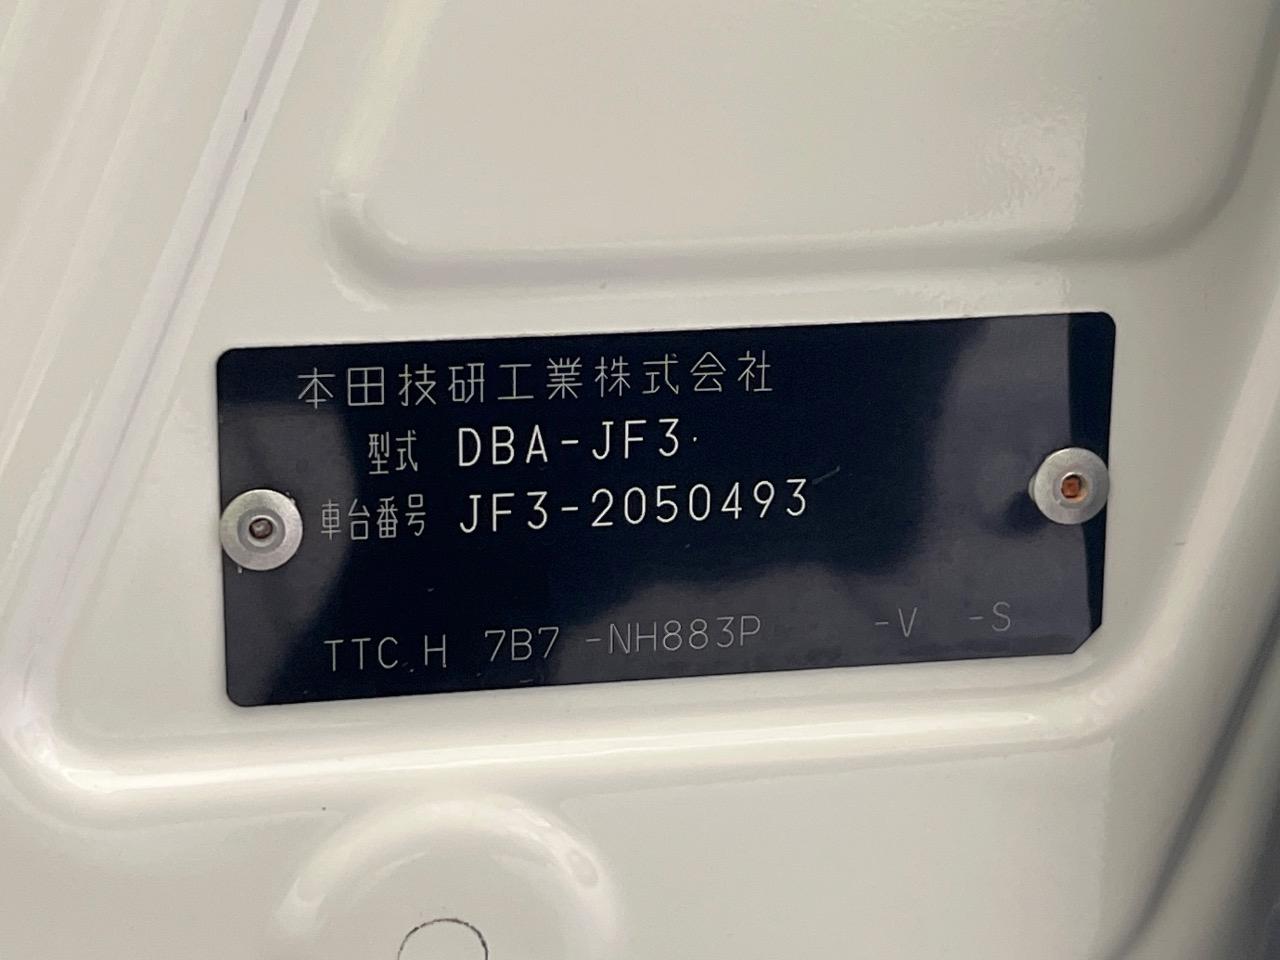 本田技研工業株式会社
型式 DBA-JF3
車台番号 JF3-2050493
TTC H 7B7 -NH883P -V -S